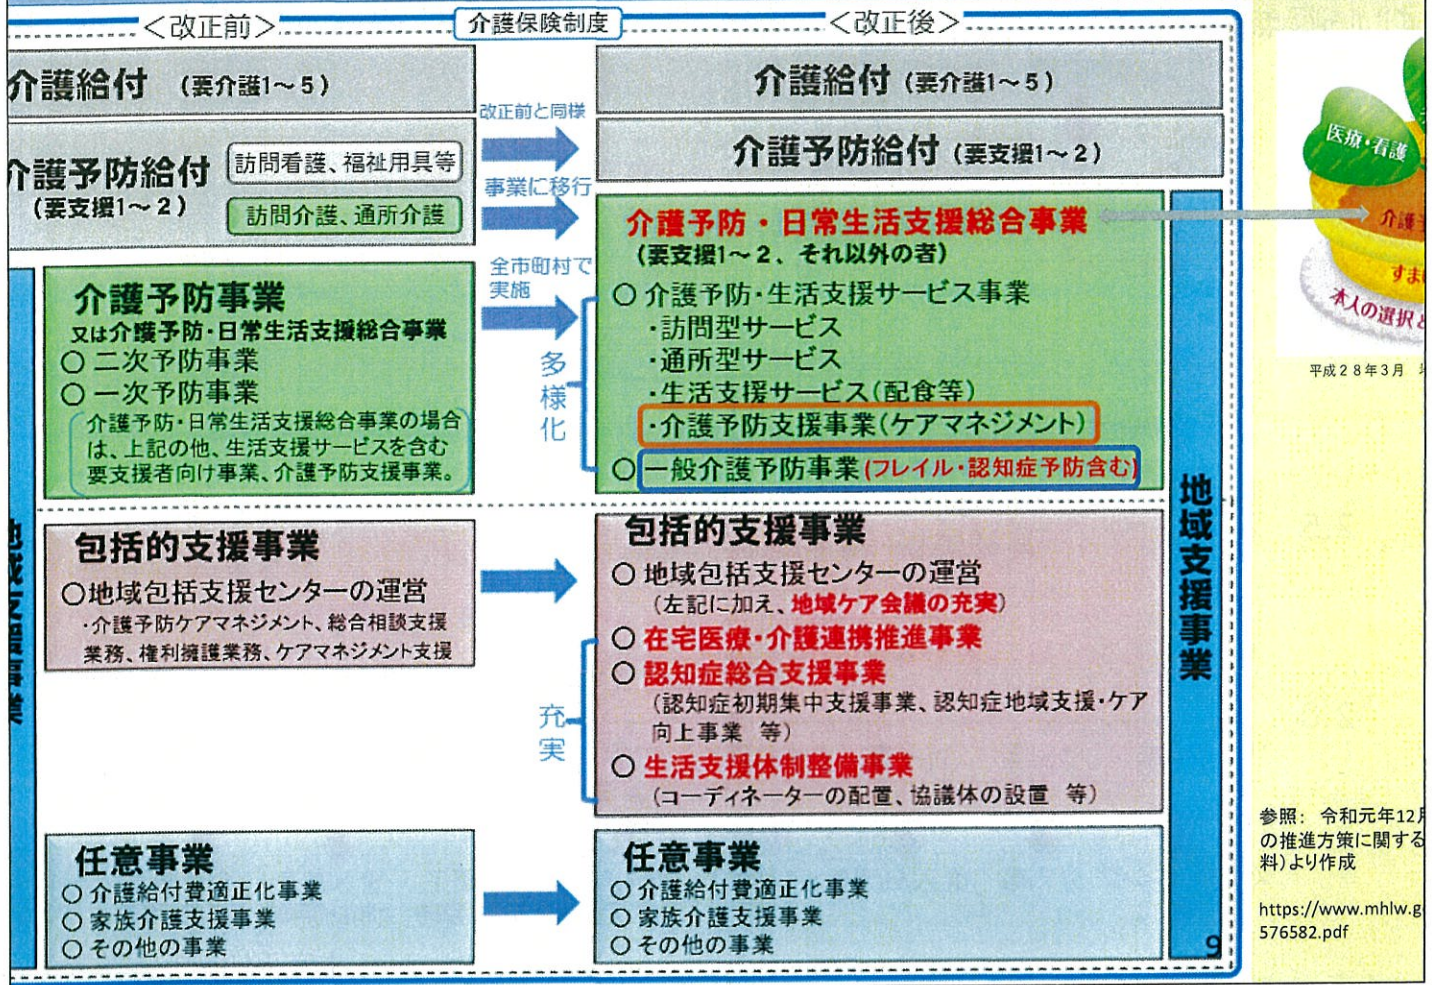 ＜改正前＞
介護保険制度
＜改正後＞
介護給付 （要介護1～5）
改正前と同様
介護給付 （要介護1～5）
介護予防給付
（要支援1～2）
訪問看護、福祉用具等
訪問介護、通所介護
事業に移行
介護予防給付（要支援1～2）
介護予防事業
又は介護予防・日常生活支援総合事業
○ 二次予防事業
○ 一次予防事業
介護予防・日常生活支援総合事業の場合
は、上記の他、生活支援サービスを含む
要支援者向け事業、介護予防支援事業。
全市町村で
実施
多様化
介護予防・日常生活支援総合事業
（要支援1～2、それ以外の者）
○ 介護予防・生活支援サービス事業
・訪問型サービス
・通所型サービス
・生活支援サービス（配食等）
・介護予防支援事業（ケアマネジメント）
○ 一般介護予防事業（フレイル・認知症予防含む）
包括的支援事業
○地域包括支援センターの運営
・介護予防ケアマネジメント、総合相談支援
業務、権利擁護業務、ケアマネジメント支援
充実
包括的支援事業
○ 地域包括支援センターの運営
（左記に加え、地域ケア会議の充実）
○ 在宅医療・介護連携推進事業
○ 認知症総合支援事業
（認知症初期集中支援事業、認知症地域支援・ケア
向上事業 等）
○ 生活支援体制整備事業
（コーディネーターの配置、協議体の設置 等）
任意事業
○ 介護給付費適正化事業
○ 家族介護支援事業
○ その他の事業
任意事業
○ 介護給付費適正化事業
○ 家族介護支援事業
○ その他の事業
地域支援事業
9
医療・看護
介護
すま
本人の選択と
平成28年3月
参照： 令和元年12月
の推進方策に関する
料）より作成
https://www.mhlw.g
576582.pdf